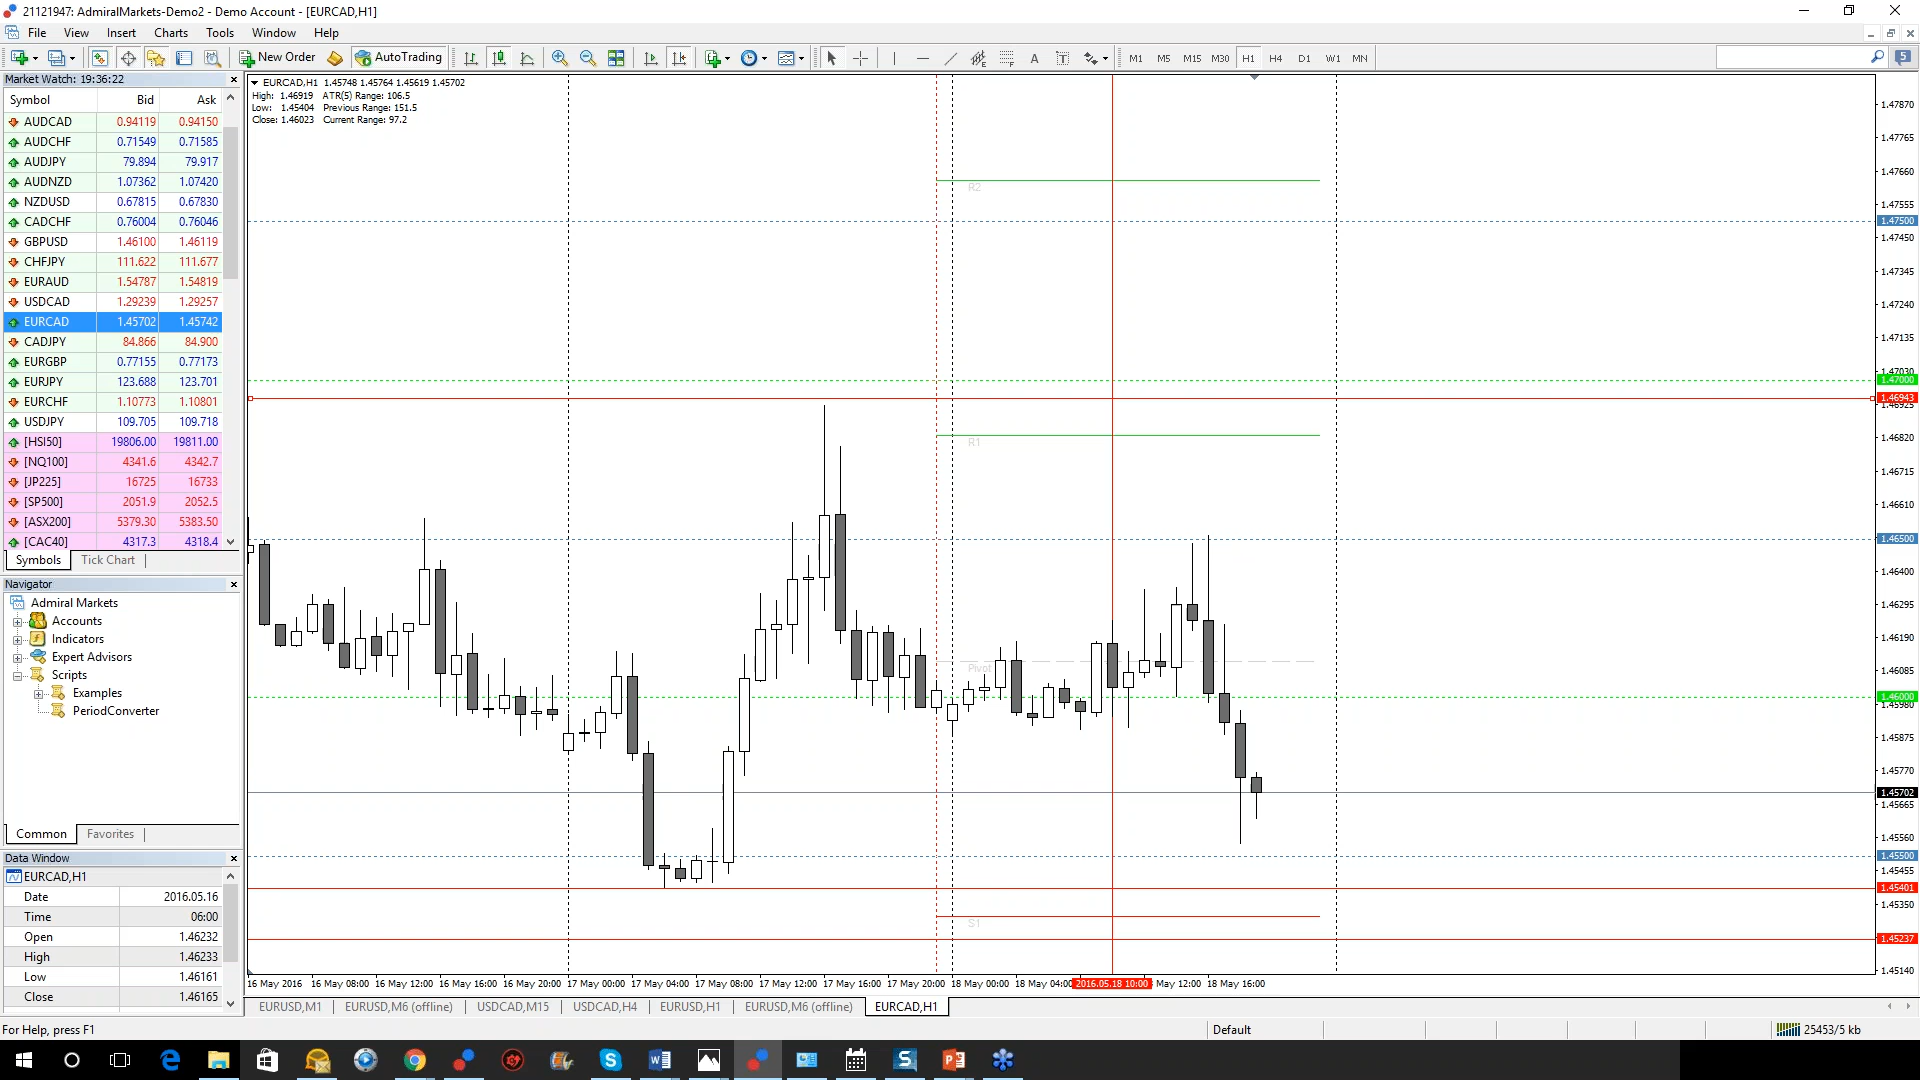 21121947: AdmiralMarkets-Demo2 - Demo Account - [EURCAD,H1]
File View Insert Charts Tools Window Help
New Order AutoTrading M1 M5 M15 M30 H1 H4 D1 W1 MN 5
Market Watch: 19:36:22
Symbol Bid Ask
AUDCAD 0.94119 0.94150
AUDCHF 0.71549 0.71585
AUDJPY 79.894 79.917
AUDNZD 1.07362 1.07420
NZDUSD 0.67815 0.67830
CADCHF 0.76004 0.76046
GBPUSD 1.46100 1.46119
CHFJPY 111.622 111.677
EURAUD 1.54787 1.54819
USDCAD 1.29239 1.29257
EURCAD 1.45702 1.45742
CADJPY 84.866 84.900
EURGBP 0.77155 0.77173
EURJPY 123.688 123.701
EURCHF 1.10773 1.10801
USDJPY 109.705 109.718
[HSI50] 19806.00 19811.00
[NQ100] 4341.6 4342.7
[JP225] 16725 16733
[SP500] 2051.9 2052.5
[ASX200] 5379.30 5383.50
[CAC40] 4317.3 4318.4
Symbols Tick Chart
Navigator
Admiral Markets
Accounts
Indicators
Expert Advisors
Scripts
Examples
PeriodConverter
Common Favorites
Data Window
EURCAD,H1
Date 2016.05.16
Time 06:00
Open 1.46232
High 1.46233
Low 1.46161
Close 1.46165
EURCAD,H1 1.45748 1.45764 1.45619 1.45702
High: 1.46919 ATR(5) Range: 106.5
Low: 1.45404 Previous Range: 151.5
Close: 1.46023 Current Range: 97.2
R2
R1
Pivot
S1
1.47870
1.47765
1.47660
1.47555
1.47500
1.47450
1.47345
1.47240
1.47135
1.47030
1.47000
1.46943
1.46925
1.46820
1.46715
1.46610
1.46500
1.46400
1.46295
1.46190
1.46085
1.46000
1.45980
1.45875
1.45770
1.45702
1.45665
1.45560
1.45500
1.45455
1.45401
1.45350
1.45237
1.45140
16 May 2016 16 May 08:00 16 May 12:00 16 May 16:00 16 May 20:00 17 May 00:00 17 May 04:00 17 May 08:00 17 May 12:00 17 May 16:00 17 May 20:00 18 May 00:00 18 May 04:00 2016.05.18 10:00 May 12:00 18 May 16:00
EURUSD,M1 EURUSD,M6 (offline) USDCAD,M15 USDCAD,H4 EURUSD,H1 EURUSD,M6 (offline) EURCAD,H1
For Help, press F1 Default 25453/5 kb